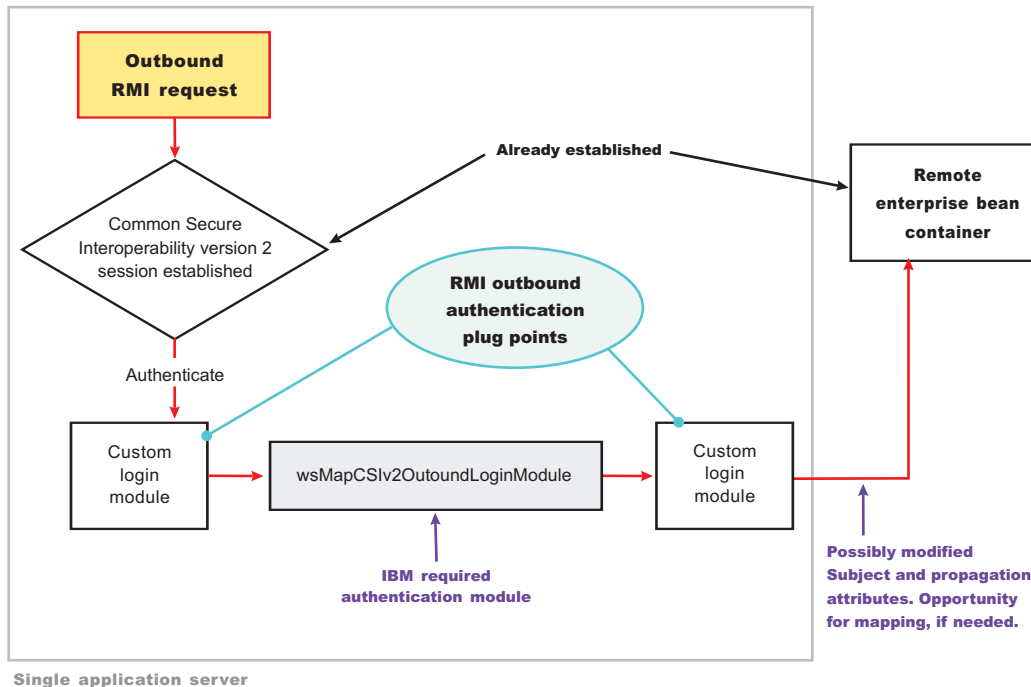 Outbound
RMI request
Already established
Remote
enterprise bean
container
Common Secure
Interoperability version 2
session established
RMI outbound
authentication
plug points
Authenticate
Custom
login
module
wsMapCSIv2OutoundLoginModule
Custom
login
module
IBM required
authentication module
Possibly modified
Subject and propagation
attributes. Opportunity
for mapping, if needed.
Single application server